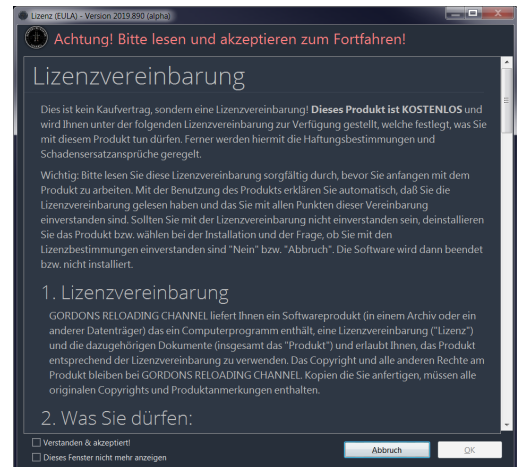 Lizenz (EULA) - Version 2019.890 (alpha)
Achtung! Bitte lesen und akzeptieren zum Fortfahren!
Lizenzvereinbarung
Dies ist kein Kaufvertrag, sondern eine Lizenzvereinbarung! Dieses Produkt ist KOSTENLOS und
wird Ihnen unter der folgenden Lizenzvereinbarung zur Verfügung gestellt, welche festlegt, was Sie
mit diesem Produkt tun dürfen. Ferner werden hiermit die Haftungsbestimmungen und
Schadensersatzansprüche geregelt.
Wichtig: Bitte lesen Sie diese Lizenzvereinbarung sorgfältig durch, bevor Sie anfangen mit dem
Produkt zu arbeiten. Mit der Benutzung des Produkts erklären Sie automatisch, daß Sie die
Lizenzvereinbarung gelesen haben und das Sie mit allen Punkten dieser Vereinbarung
einverstanden sind. Sollten Sie mit der Lizenzvereinbarung nicht einverstanden sein, deinstallieren
Sie das Produkt bzw. wählen bei der Installation und der Frage, ob Sie mit den
Lizenzbestimmungen einverstanden sind "Nein" bzw. "Abbruch". Die Software wird dann beendet
bzw. nicht installiert.
1. Lizenzvereinbarung
GORDONS RELOADING CHANNEL liefert Ihnen ein Softwareprodukt (in einem Archiv oder ein
anderer Datenträger) das ein Computerprogramm enthält, eine Lizenzvereinbarung ("Lizenz")
und die dazugehörigen Dokumente (insgesamt das "Produkt") und erlaubt Ihnen, das Produkt
entsprechend der Lizenzvereinbarung zu verwenden. Das Copyright und alle anderen Rechte am
Produkt bleiben bei GORDONS RELOADING CHANNEL. Kopien die Sie anfertigen, müssen alle
originalen Copyrights und Produktanmerkungen enthalten.
2. Was Sie dürfen:
Verstanden & akzeptiert!
Dieses Fenster nicht mehr anzeigen
Abbruch
OK